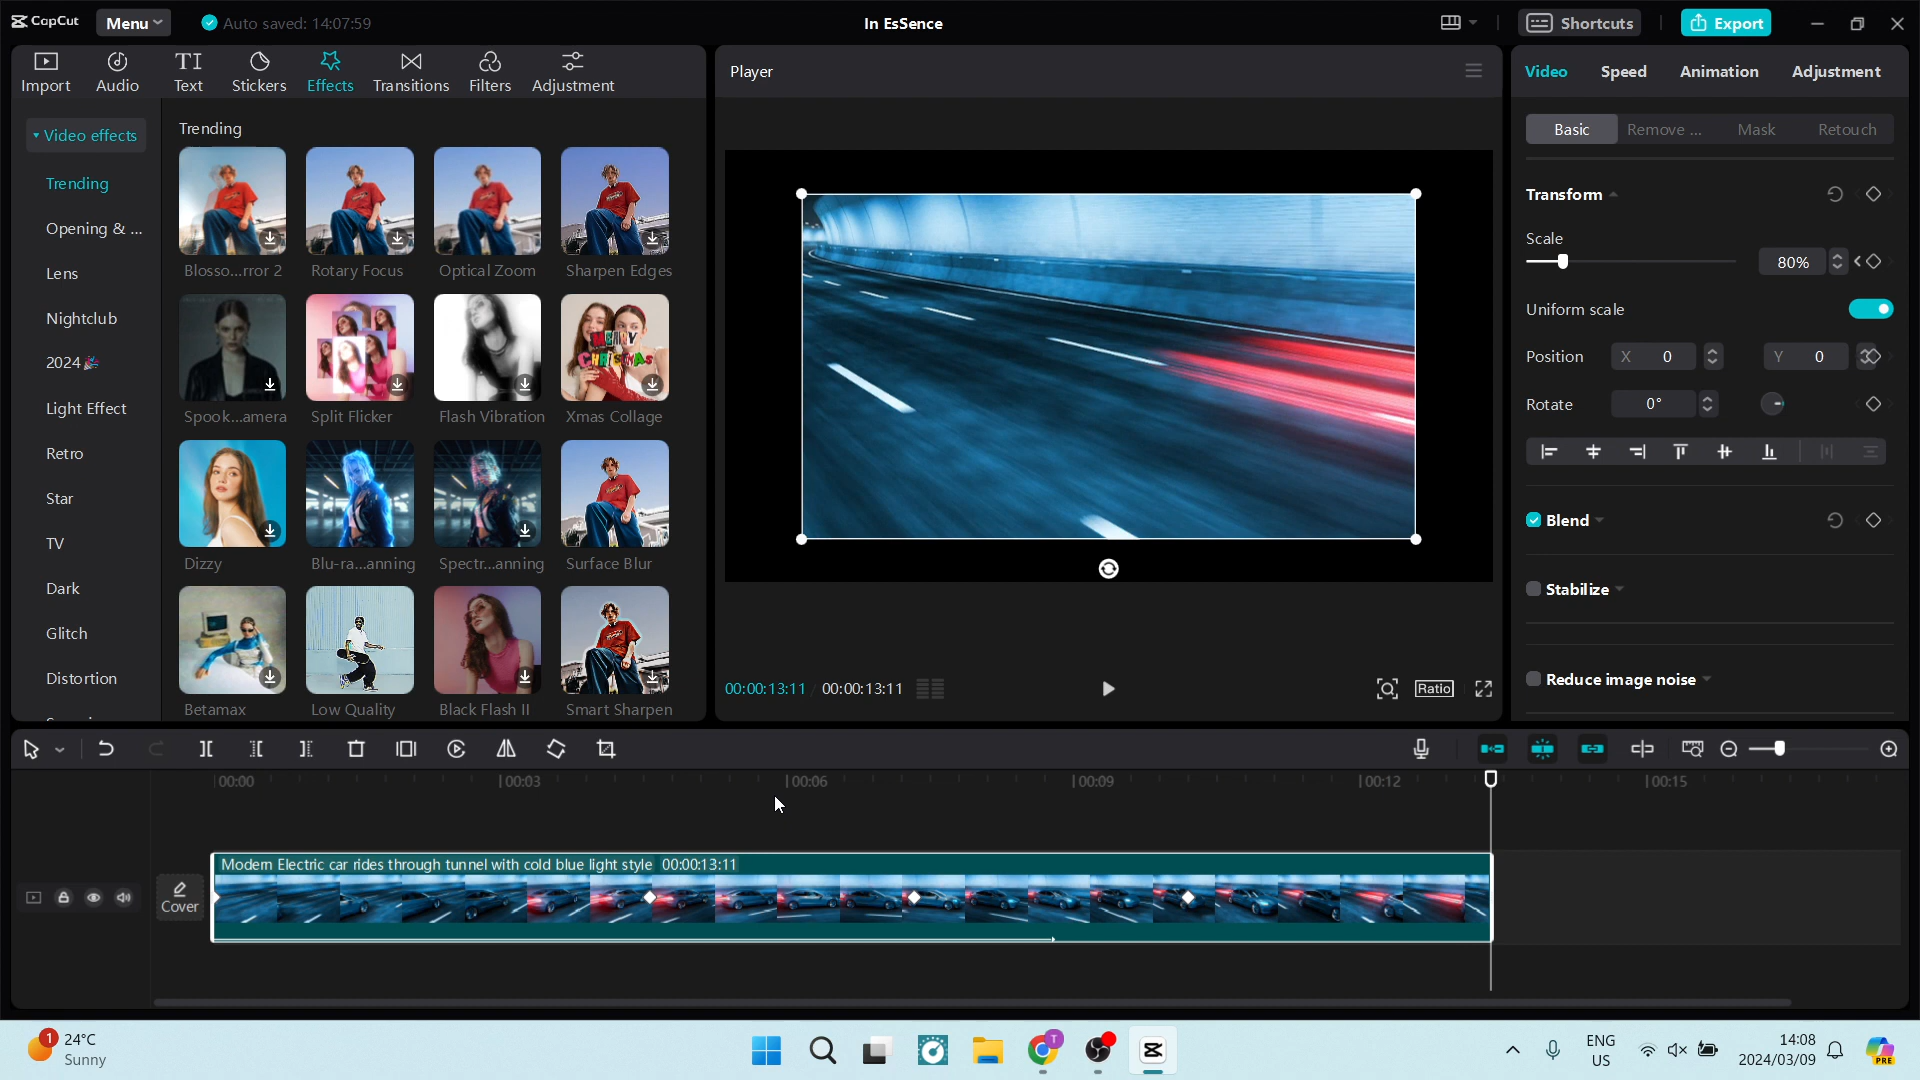 CapCut
Menu
Auto saved: 14:07:59
In EsSence
Shortcuts
Export
Import
Audio
TI
Text
Stickers
Effects
Transitions
Filters
Adjustment
Video effects
Trending
Opening & ...
Lens
Nightclub
2024
Light Effect
Retro
Star
TV
Dark
Glitch
Distortion
Trending
Blosso...rror 2
Rotary Focus
Optical Zoom
Sharpen Edges
MERRY
CHRISTMAS
Spook...amera
Split Flicker
Flash Vibration
Xmas Collage
Dizzy
Blu-ra...anning
Spectr...anning
Surface Blur
Betamax
Low Quality
Black Flash II
Smart Sharpen
Player
00:00:13:11 / 00:00:13:11
Ratio
Video
Speed
Animation
Adjustment
Basic
Remove ...
Mask
Retouch
Transform
Scale
80%
Uniform scale
Position
X 0
Y 0
Rotate
0°
Blend
Stabilize
Reduce image noise
00:00
00:03
00:06
00:09
00:12
00:15
Cover
Modern Electric car rides through tunnel with cold blue light style 00:00:13:11
1
24°C
Sunny
T
ENG
US
14:08
2024/03/09
PRE